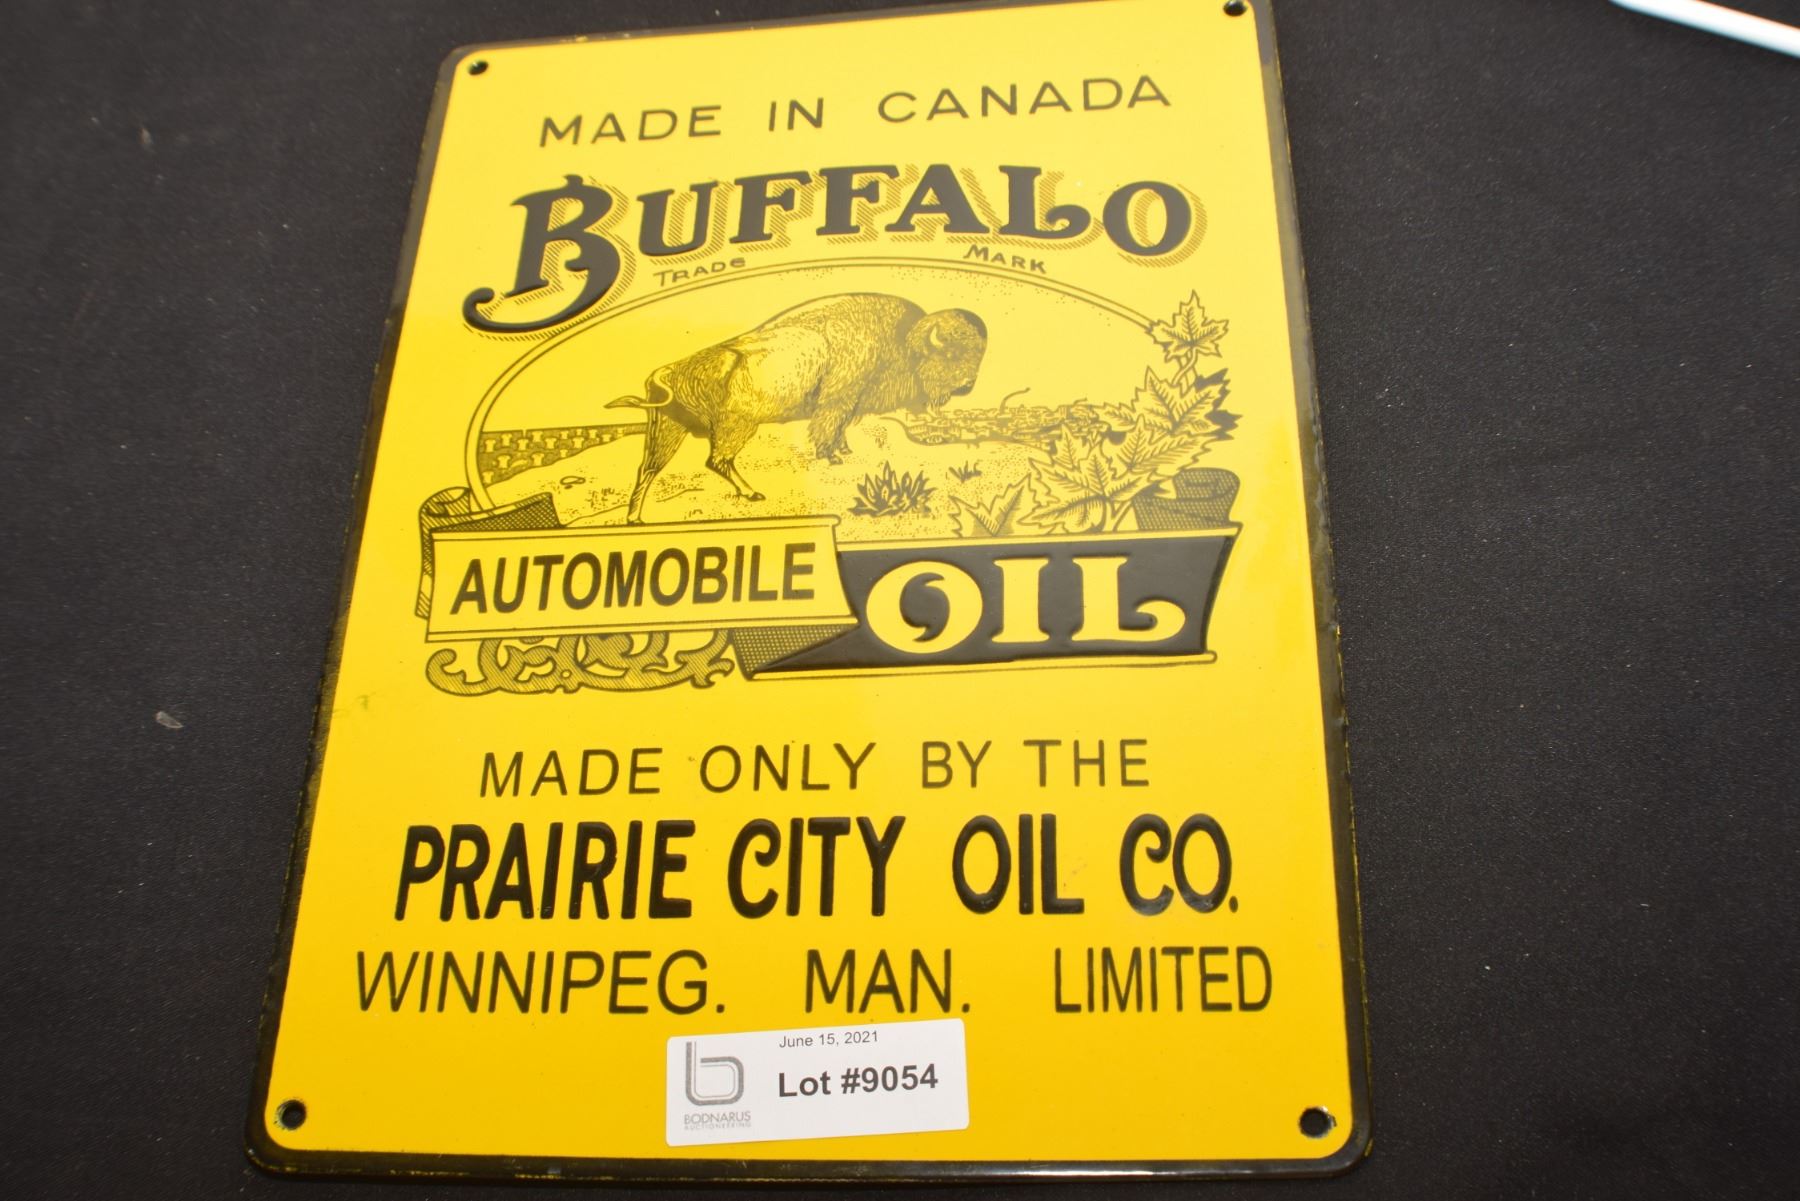 MADE IN CANADA
BUFFALO
TRADE MARK
AUTOMOBILE OIL
MADE ONLY BY THE
PRAIRIE CITY OIL CO.
WINNIPEG. MAN. LIMITED
June 15, 2021
Lot #9054
BODNARUS
AUCTIONEERING